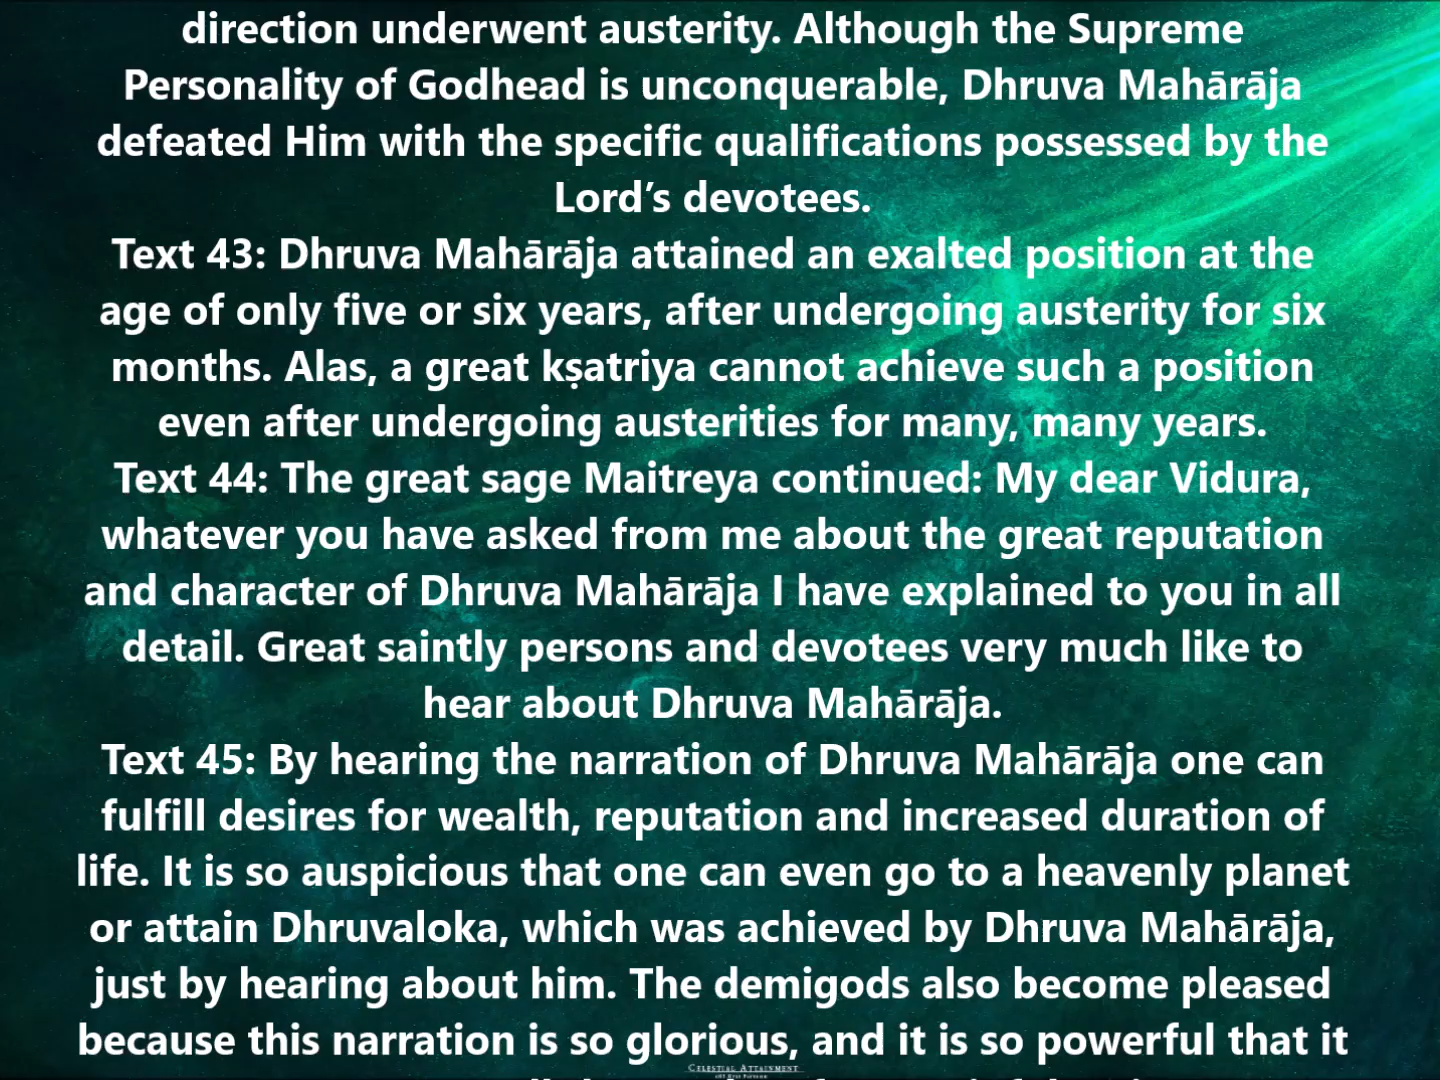 direction underwent austerity. Although the Supreme
Personality of Godhead is unconquerable, Dhruva Mahārāja
defeated Him with the specific qualifications possessed by the
Lord’s devotees.
Text 43: Dhruva Mahārāja attained an exalted position at the
age of only five or six years, after undergoing austerity for six
months. Alas, a great kṣatriya cannot achieve such a position
even after undergoing austerities for many, many years.
Text 44: The great sage Maitreya continued: My dear Vidura,
whatever you have asked from me about the great reputation
and character of Dhruva Mahārāja I have explained to you in all
detail. Great saintly persons and devotees very much like to
hear about Dhruva Mahārāja.
Text 45: By hearing the narration of Dhruva Mahārāja one can
fulfill desires for wealth, reputation and increased duration of
life. It is so auspicious that one can even go to a heavenly planet
or attain Dhruvaloka, which was achieved by Dhruva Mahārāja,
just by hearing about him. The demigods also become pleased
because this narration is so glorious, and it is so powerful that it
Celestial Attainment